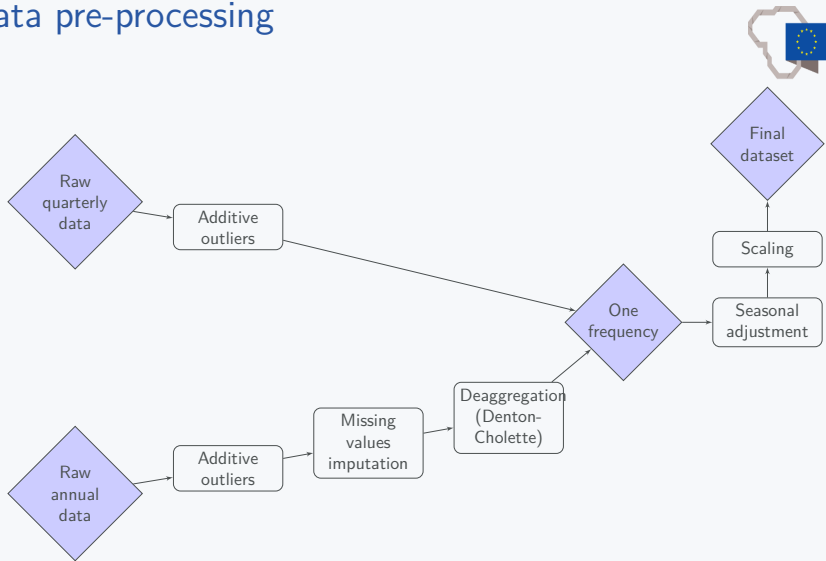 ata pre-processing
Raw
quarterly
data
Additive
outliers
One
frequency
Final
dataset
Scaling
Seasonal
adjustment
Raw
annual
data
Additive
outliers
Missing
values
imputation
Deaggregation
(Denton-
Cholette)